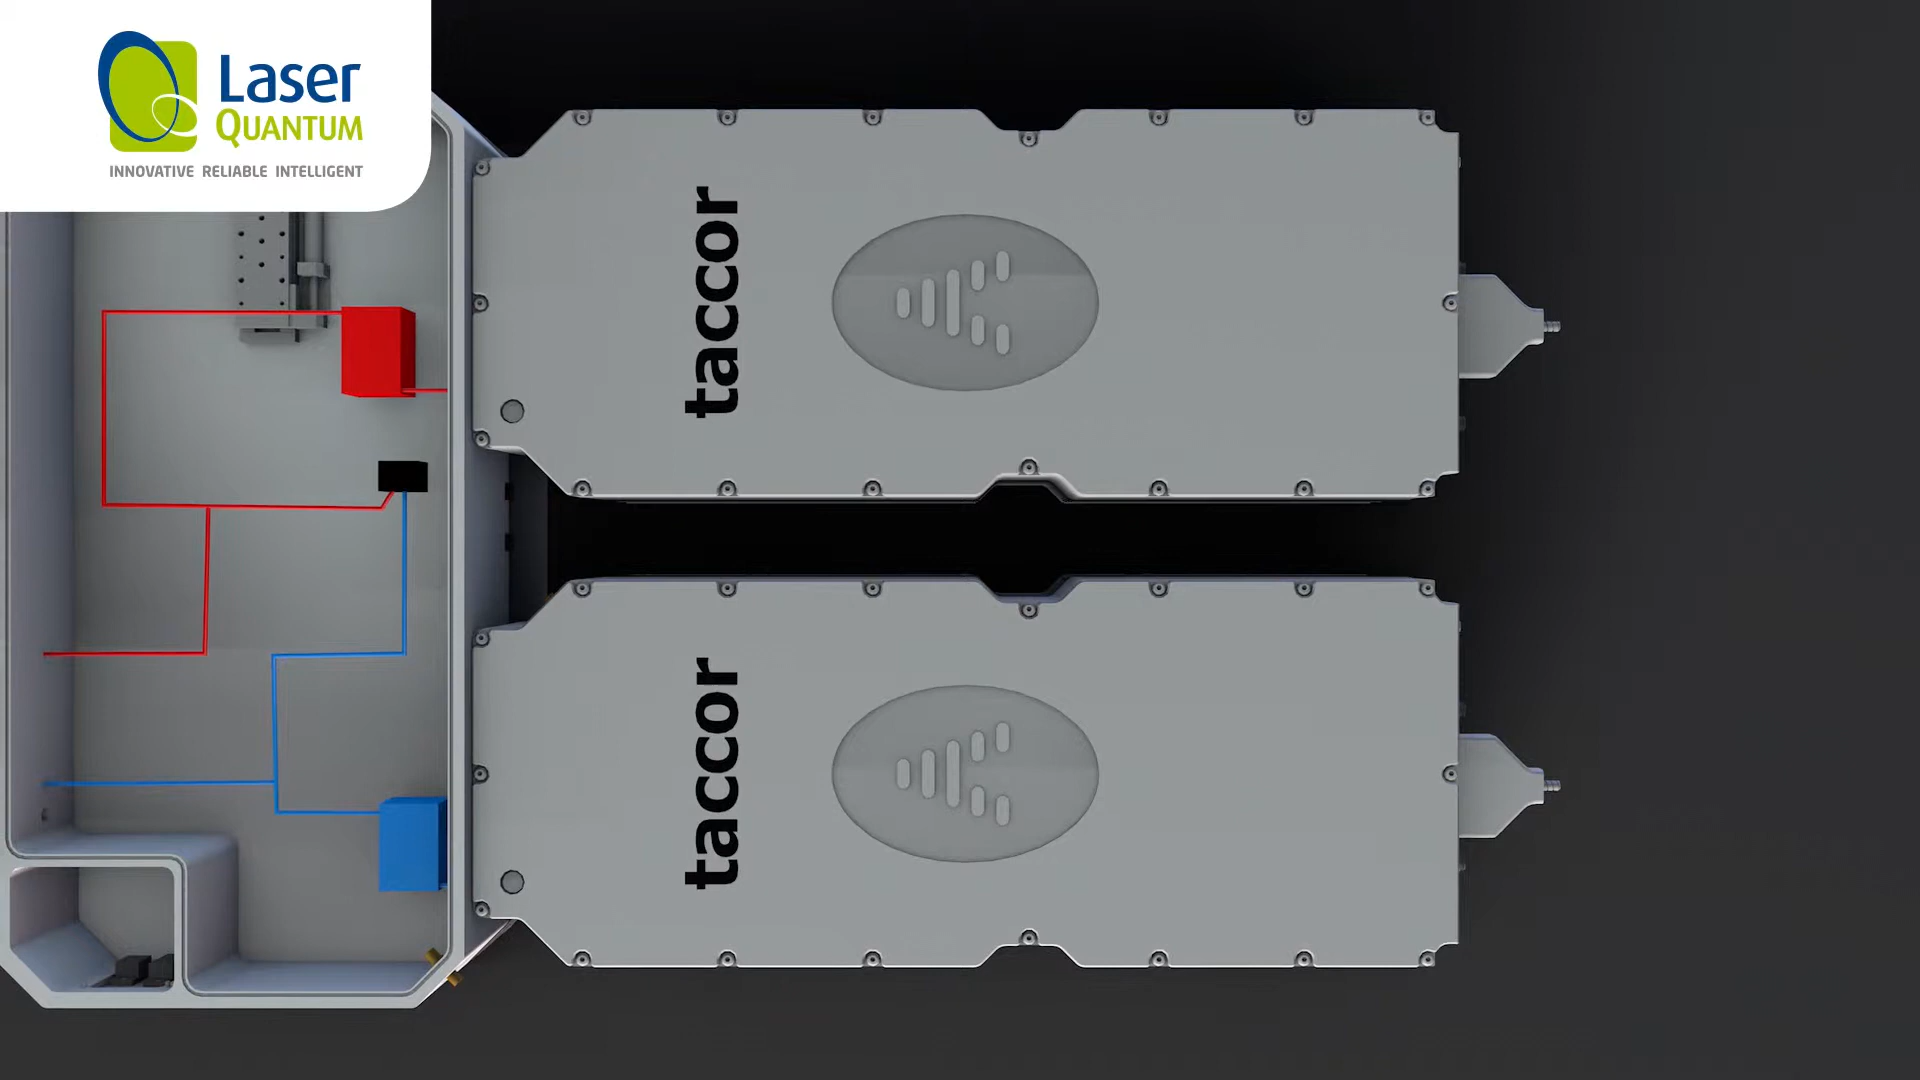 Laser
QUANTUM
INNOVATIVE RELIABLE INTELLIGENT
taccor
taccor